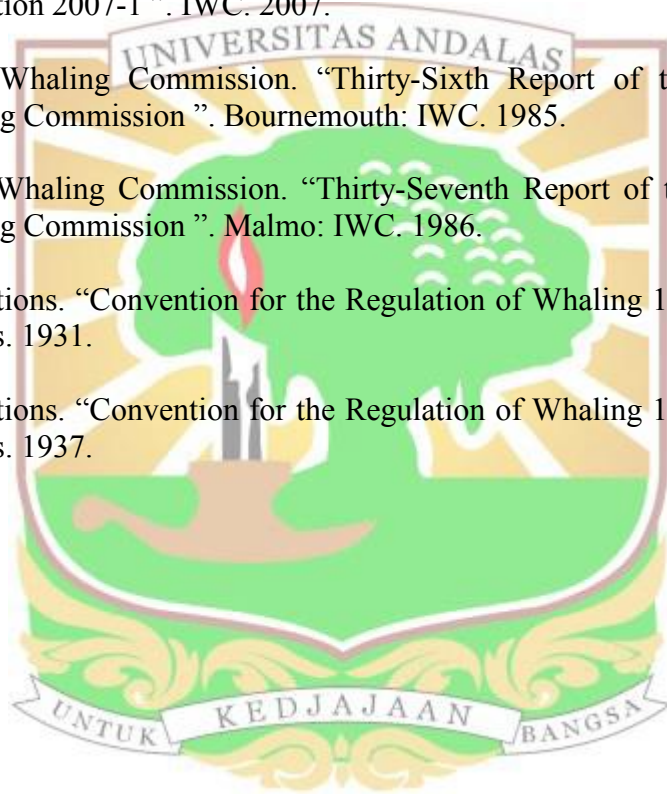 tion 2007-1 ”. IWC. 2007.
UNIVERSITAS ANDALAS
Whaling Commission. “Thirty-Sixth Report of t
g Commission ”. Bournemouth: IWC. 1985.
Whaling Commission. “Thirty-Seventh Report of t
g Commission ”. Malmo: IWC. 1986.
tions. “Convention for the Regulation of Whaling 1
s. 1931.
tions. “Convention for the Regulation of Whaling 1
s. 1937.
UNTUK KEDJAJAAN BANGSA